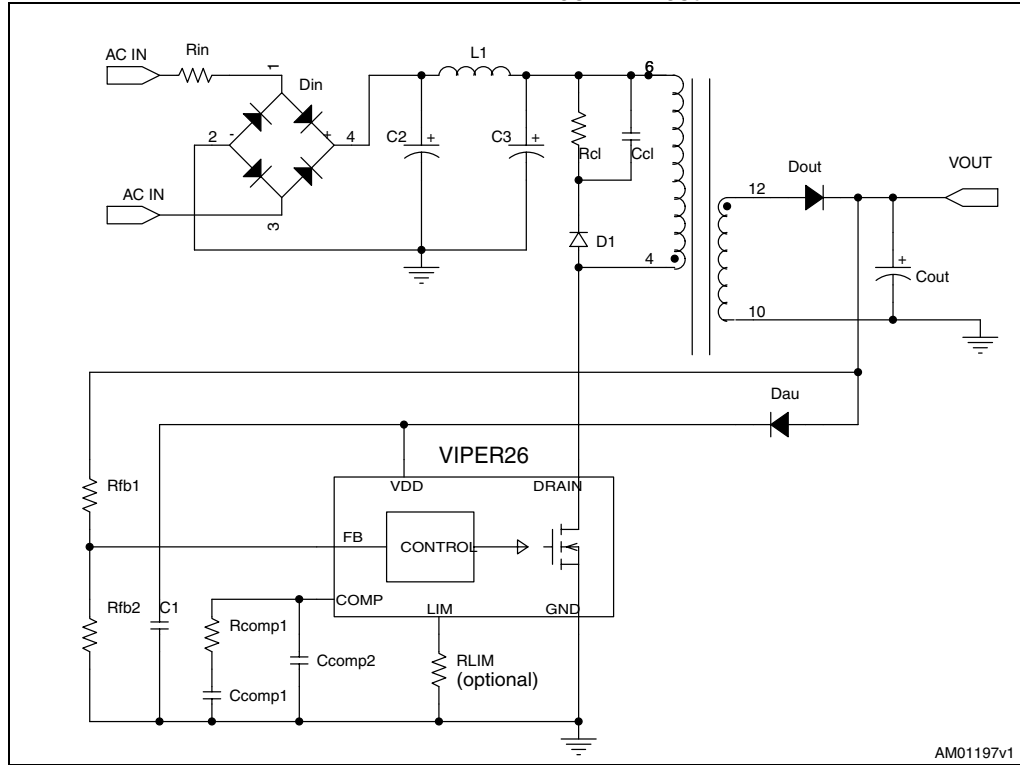 AC IN
Rin
1
Din
2
-
+
4
3
AC IN
L1
C2
+
C3
+
Rcl
Ccl
6
D1
4
12
Dout
VOUT
+
Cout
10
Dau
VIPER26
VDD
DRAIN
Rfb1
FB
CONTROL
COMP
LIM
GND
Rfb2
C1
Rcomp1
Ccomp2
Ccomp1
RLIM
(optional)
AM01197v1